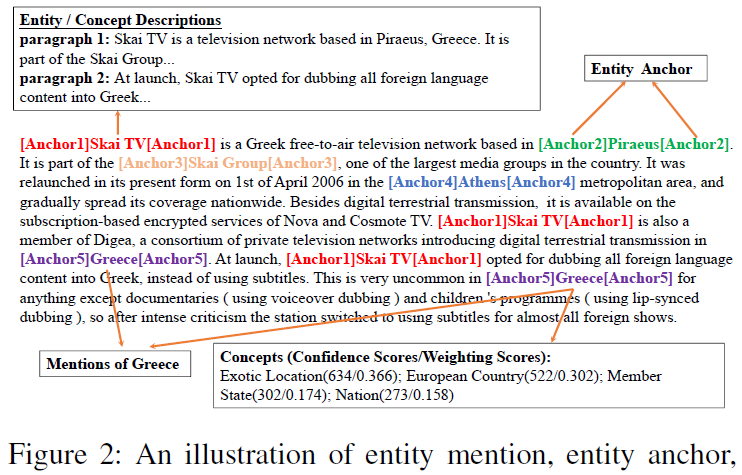 Entity / Concept Descriptions
paragraph 1: Skai TV is a television network based in Piraeus, Greece. It is
part of the Skai Group...
paragraph 2: At launch, Skai TV opted for dubbing all foreign language
content into Greek...
Entity Anchor
[Anchor1]Skai TV[Anchor1] is a Greek free-to-air television network based in [Anchor2]Piraeus[Anchor2].
It is part of the [Anchor3]Skai Group[Anchor3], one of the largest media groups in the country. It was
relaunched in its present form on 1st of April 2006 in the [Anchor4]Athens[Anchor4] metropolitan area, and
gradually spread its coverage nationwide. Besides digital terrestrial transmission, it is available on the
subscription-based encrypted services of Nova and Cosmote TV. [Anchor1]Skai TV[Anchor1] is also a
member of Digea, a consortium of private television networks introducing digital terrestrial transmission in
[Anchor5]Greece[Anchor5]. At launch, [Anchor1]Skai TV[Anchor1] opted for dubbing all foreign language
content into Greek, instead of using subtitles. This is very uncommon in [Anchor5]Greece[Anchor5] for
anything except documentaries ( using voiceover dubbing ) and children 's programmes ( using lip-synced
dubbing ), so after intense criticism the station switched to using subtitles for almost all foreign shows.
Mentions of Greece
Concepts (Confidence Scores/Weighting Scores):
Exotic Location(634/0.366); European Country(522/0.302); Member
State(302/0.174); Nation(273/0.158)
Figure 2: An illustration of entity mention, entity anchor,